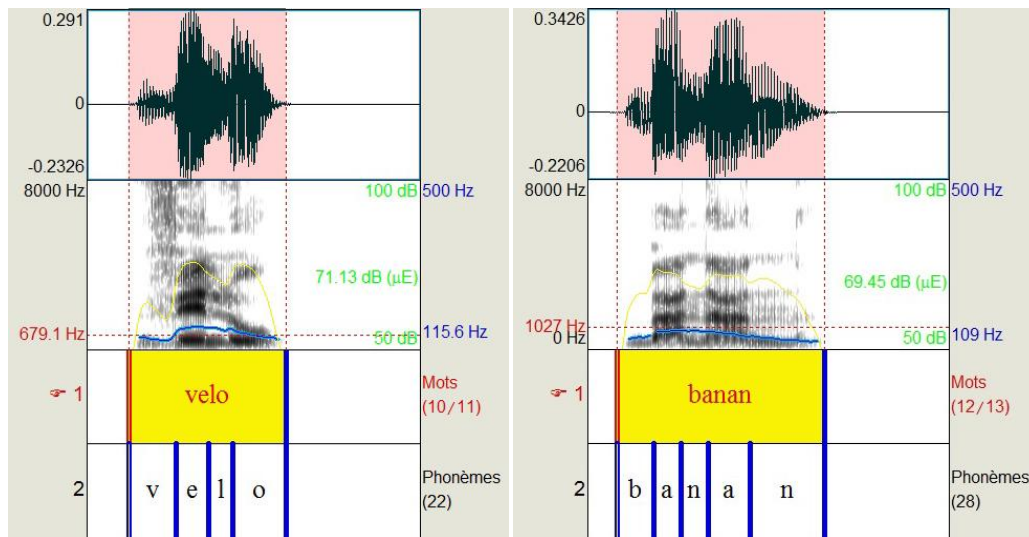 0.291
0
-0.2326
8000 Hz
100 dB
500 Hz
71.13 dB (µE)
679.1 Hz
50 dB
115.6 Hz
☞ 1
velo
Mots
(10/11)
2
v e l o
Phonèmes
(22)
0.3426
0
-0.2206
8000 Hz
100 dB
500 Hz
69.45 dB (µE)
1027 Hz
0 Hz
50 dB
109 Hz
☞ 1
banan
Mots
(12/13)
2
b a n a n
Phonèmes
(28)